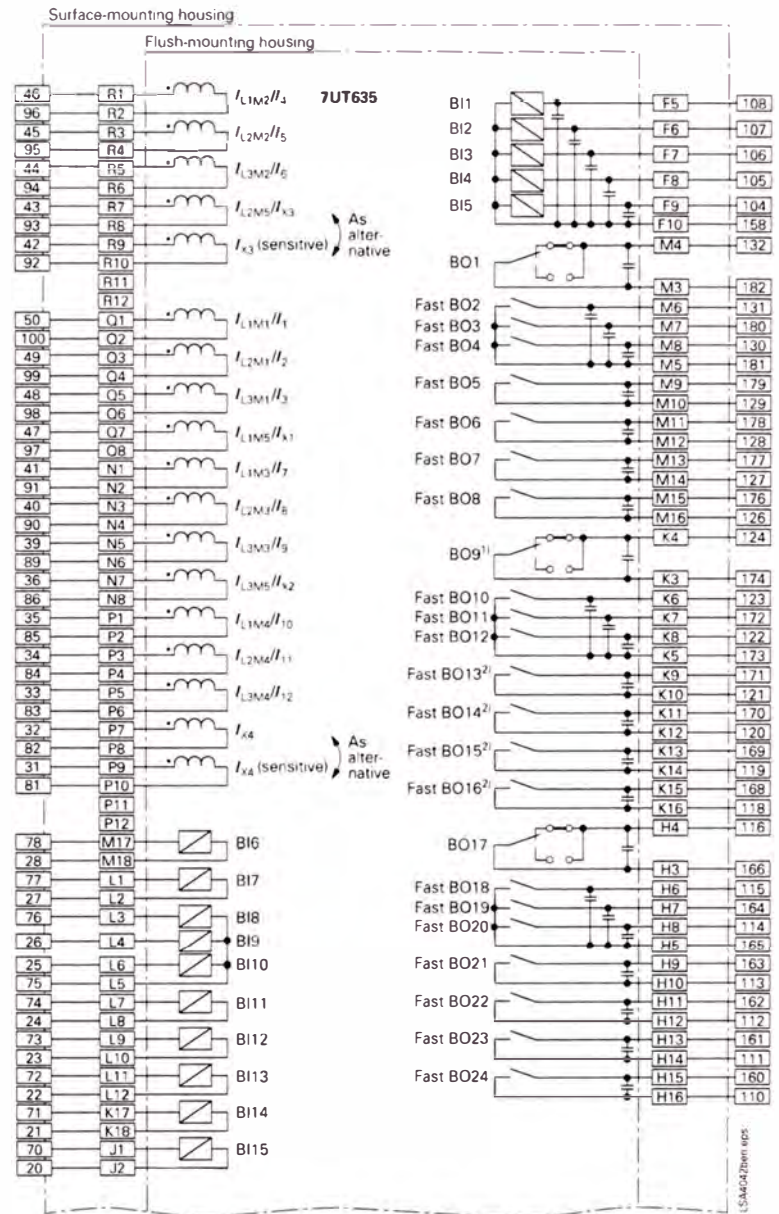 Surface-mounting housing
Flush-mounting housing
7UT635
46 R1 IL1M2/I4
96 R2
45 R3 IL2M2/I5
95 R4
44 R5 IL3M2/I6
94 R6
43 R7 IL2M5/Ix3
93 R8
42 R9 Ix3 (sensitive)
92 R10
As
alter-
native
R11
R12
50 Q1 IL1M1/I1
100 Q2
49 Q3 IL2M1/I2
99 Q4
48 Q5 IL3M1/I3
98 Q6
47 Q7 IL1M5/Ix1
97 Q8
41 N1 IL1M3/I7
91 N2
40 N3 IL2M3/I8
90 N4
39 N5 IL3M3/I9
89 N6
36 N7 IL3M5/Ix2
86 N8
35 P1 IL1M4/I10
85 P2
34 P3 IL2M4/I11
84 P4
33 P5 IL3M4/I12
83 P6
32 P7 Ix4
82 P8
31 P9 Ix4 (sensitive)
81 P10
As
alter-
native
P11
P12
78 M17 BI6
28 M18
77 L1 BI7
27 L2
76 L3 BI8
26 L4 BI9
25 L6 BI10
75 L5
74 L7 BI11
24 L8
73 L9 BI12
23 L10
72 L11 BI13
22 L12
71 K17 BI14
21 K18
70 J1 BI15
20 J2
BI1 F5 108
BI2 F6 107
BI3 F7 106
BI4 F8 105
BI5 F9 104
F10 158
BO1 M4 132
M3 182
Fast BO2 M6 131
Fast BO3 M7 180
Fast BO4 M8 130
M5 181
Fast BO5 M9 179
M10 129
Fast BO6 M11 178
M12 128
Fast BO7 M13 177
M14 127
Fast BO8 M15 176
M16 126
BO9 1) K4 124
K3 174
Fast BO10 K6 123
Fast BO11 K7 172
Fast BO12 K8 122
K5 173
Fast BO13 2) K9 171
K10 121
Fast BO14 2) K11 170
K12 120
Fast BO15 2) K13 169
K14 119
Fast BO16 2) K15 168
K16 118
BO17 H4 116
H3 166
Fast BO18 H6 115
Fast BO19 H7 164
Fast BO20 H8 114
H5 165
Fast BO21 H9 163
H10 113
Fast BO22 H11 162
H12 112
Fast BO23 H13 161
H14 111
Fast BO24 H15 160
H16 110
LSA4042ben.eps